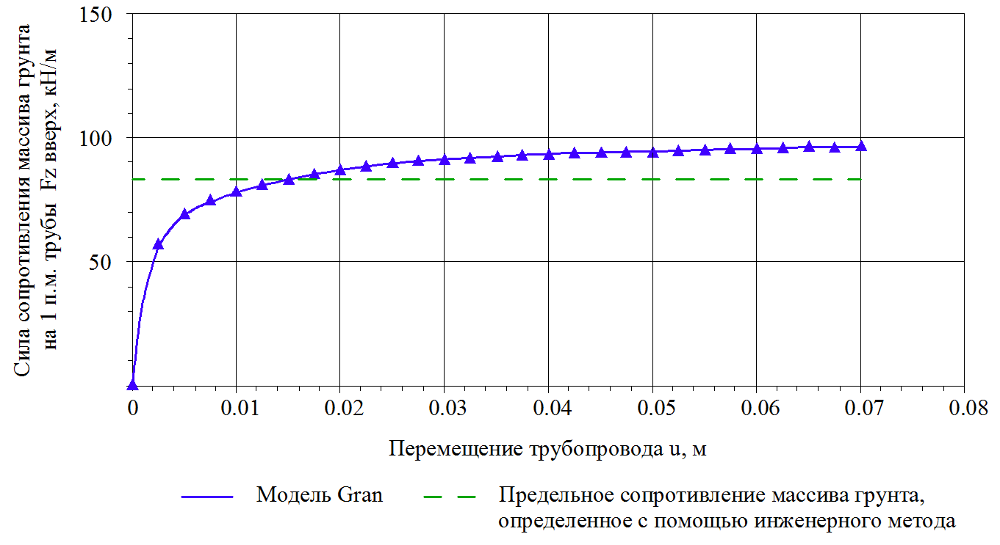 Сила сопротивления массива грунта
на 1 п.м. трубы Fz вверх, кН/м
150
100
50
0
0.01
0.02
0.03
0.04
0.05
0.06
0.07
0.08
Перемещение трубопровода u, м
Модель Gran
Предельное сопротивление массива грунта,
определенное с помощью инженерного метода